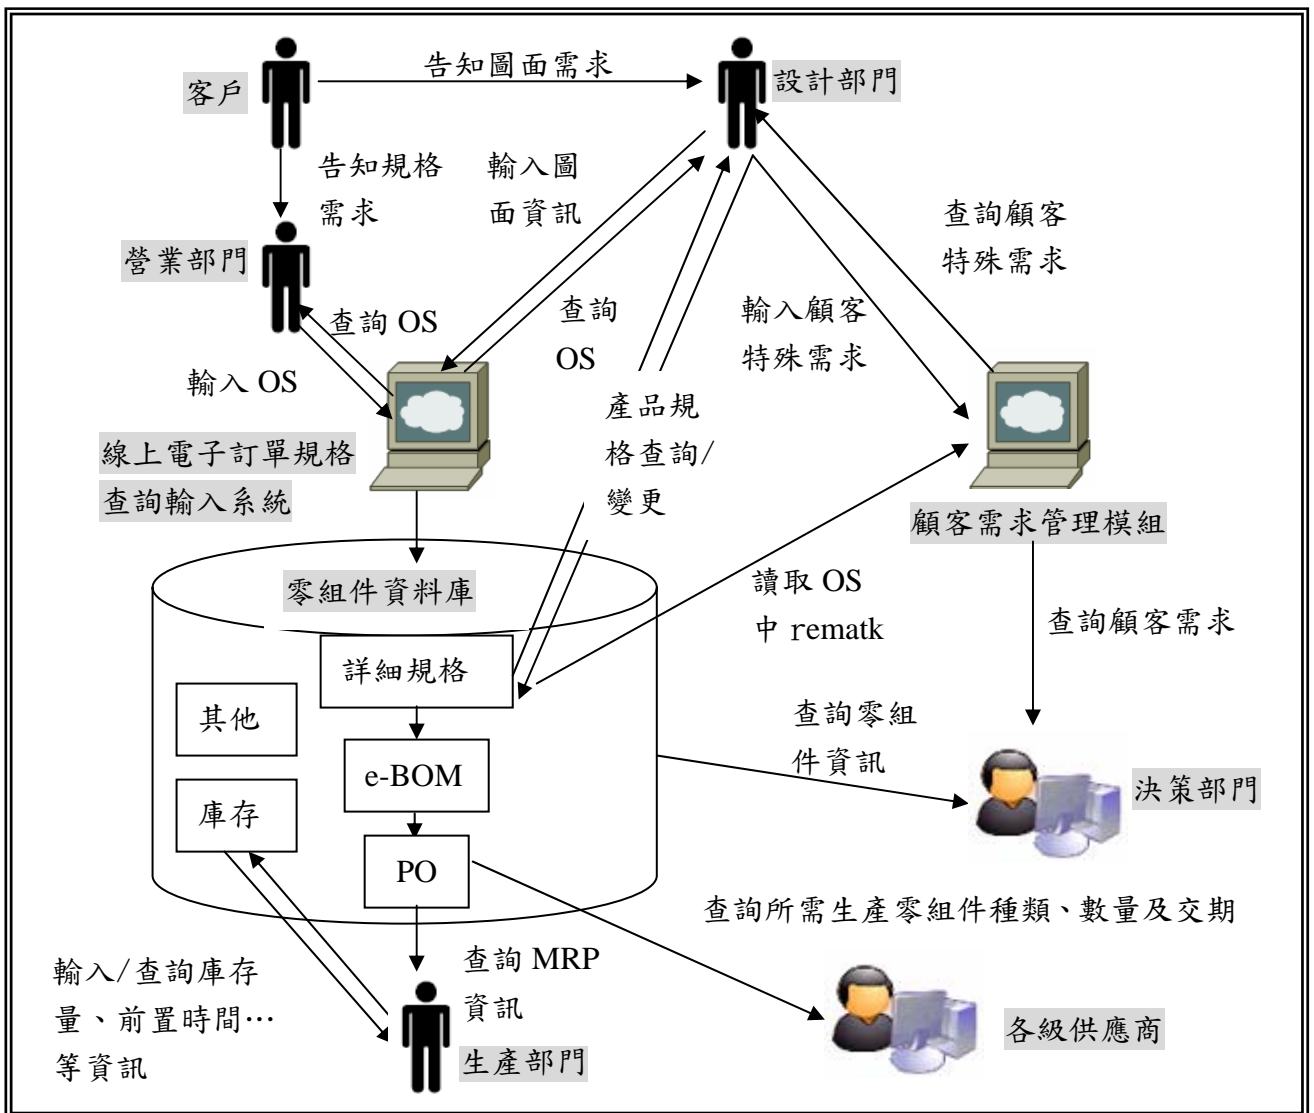 告知圖面需求
客戶
設計部門
告知規格
需求
輸入圖
面資訊
查詢顧客
特殊需求
營業部門
查詢 OS
查詢
OS
輸入顧客
特殊需求
輸入 OS
產品規
格查詢/
變更
線上電子訂單規格
查詢輸入系統
顧客需求管理模組
零組件資料庫
讀取 OS
中 rematk
查詢顧客需求
詳細規格
其他
查詢零組
件資訊
e-BOM
決策部門
庫存
PO
查詢所需生產零組件種類、數量及交期
輸入/查詢庫存
量、前置時間…
等資訊
查詢 MRP
資訊
生產部門
各級供應商